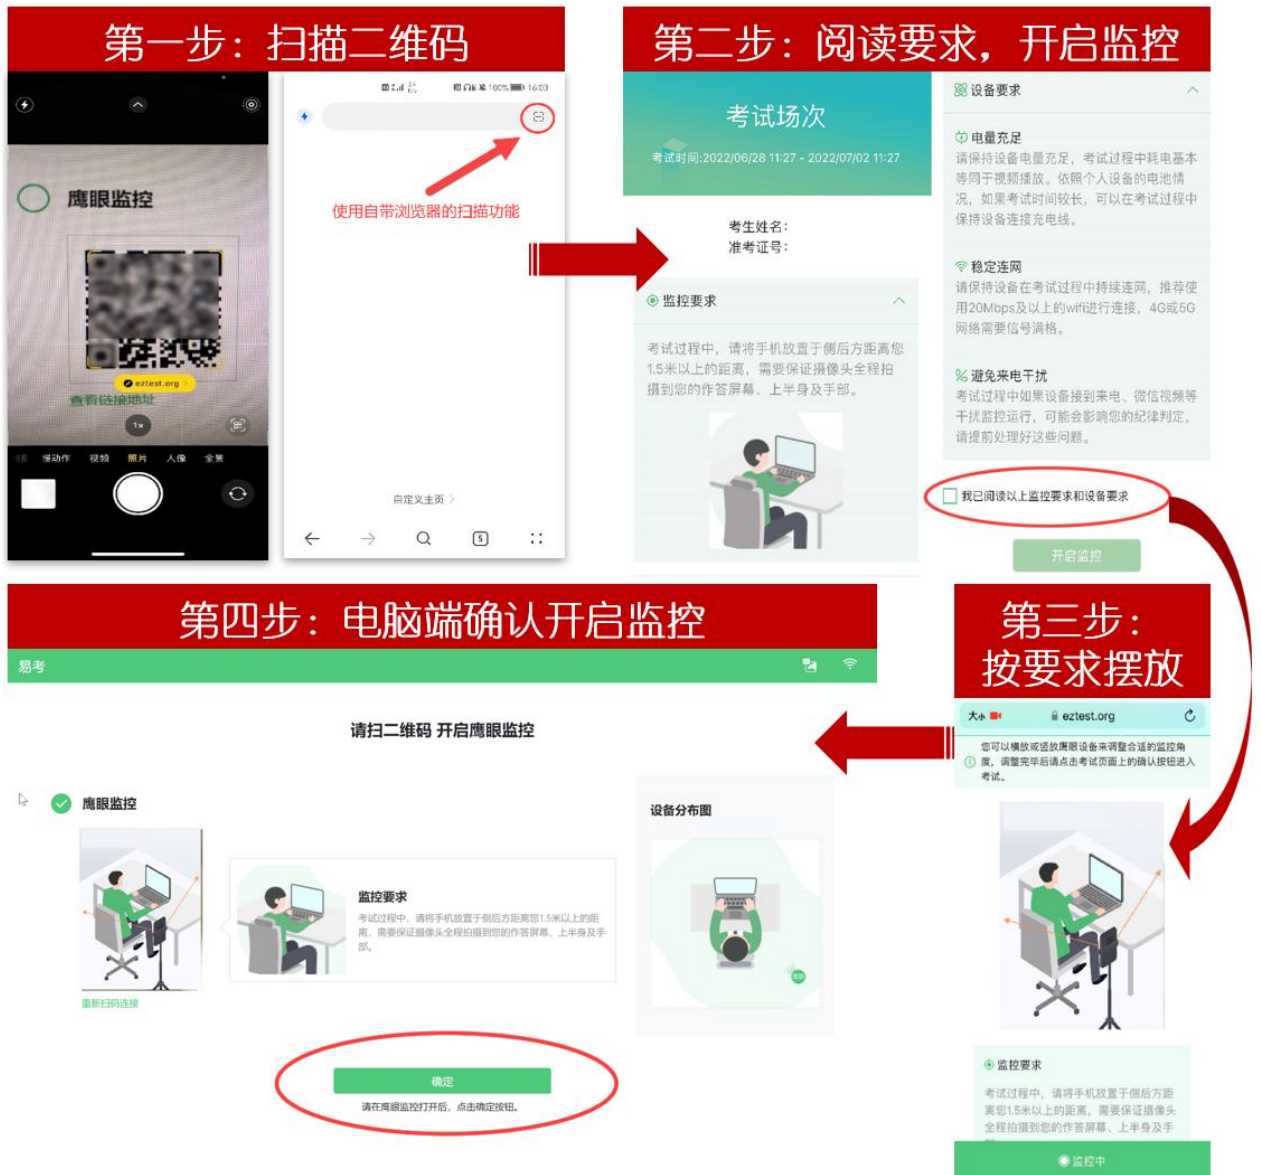 第一步：扫描二维码
鹰眼监控
eztest.org
查看链接地址
1×
慢动作 视频 照片 人像 全景
100% 16:03
使用自带浏览器的扫描功能
自定义主页
5
第二步：阅读要求，开启监控
考试场次
考试时间:2022/06/28 11:27 - 2022/07/02 11:27
考生姓名：
准考证号：
监控要求
考试过程中，请将手机放置于侧后方距离您
1.5米以上的距离，需要保证摄像头全程拍
摄到您的作答屏幕、上半身及手部。
设备要求
电量充足
请保持设备电量充足，考试过程中耗电基本
等同于视频播放。依照个人设备的电池情
况，如果考试时间较长，可以在考试过程中
保持设备连接充电线。
稳定连网
请保持设备在考试过程中持续连网，推荐使
用20Mbps及以上的wifi进行连接，4G或5G
网络需要信号满格。
避免来电干扰
考试过程中如果设备接到来电、微信视频等
干扰监控运行，可能会影响您的纪律判定，
请提前处理好这些问题。
我已阅读以上监控要求和设备要求
开启监控
第三步：
按要求摆放
大小 eztest.org
您可以横放或竖放鹰眼设备来调整合适的监控角
度，调整完毕后请点击考试页面上的确认按钮进入
考试。
监控要求
考试过程中，请将手机放置于侧后方距
离您1.5米以上的距离，需要保证摄像头
全程拍摄到您的作答屏幕、上半身及手
监控中
第四步：电脑端确认开启监控
易考
请扫二维码 开启鹰眼监控
鹰眼监控
重新扫码连接
监控要求
考试过程中，请将手机放置于侧后方距离您1.5米以上的距
离，需要保证摄像头全程拍摄到您的作答屏幕、上半身及手
部。
设备分布图
确定
请在鹰眼监控打开后，点击确定按钮。